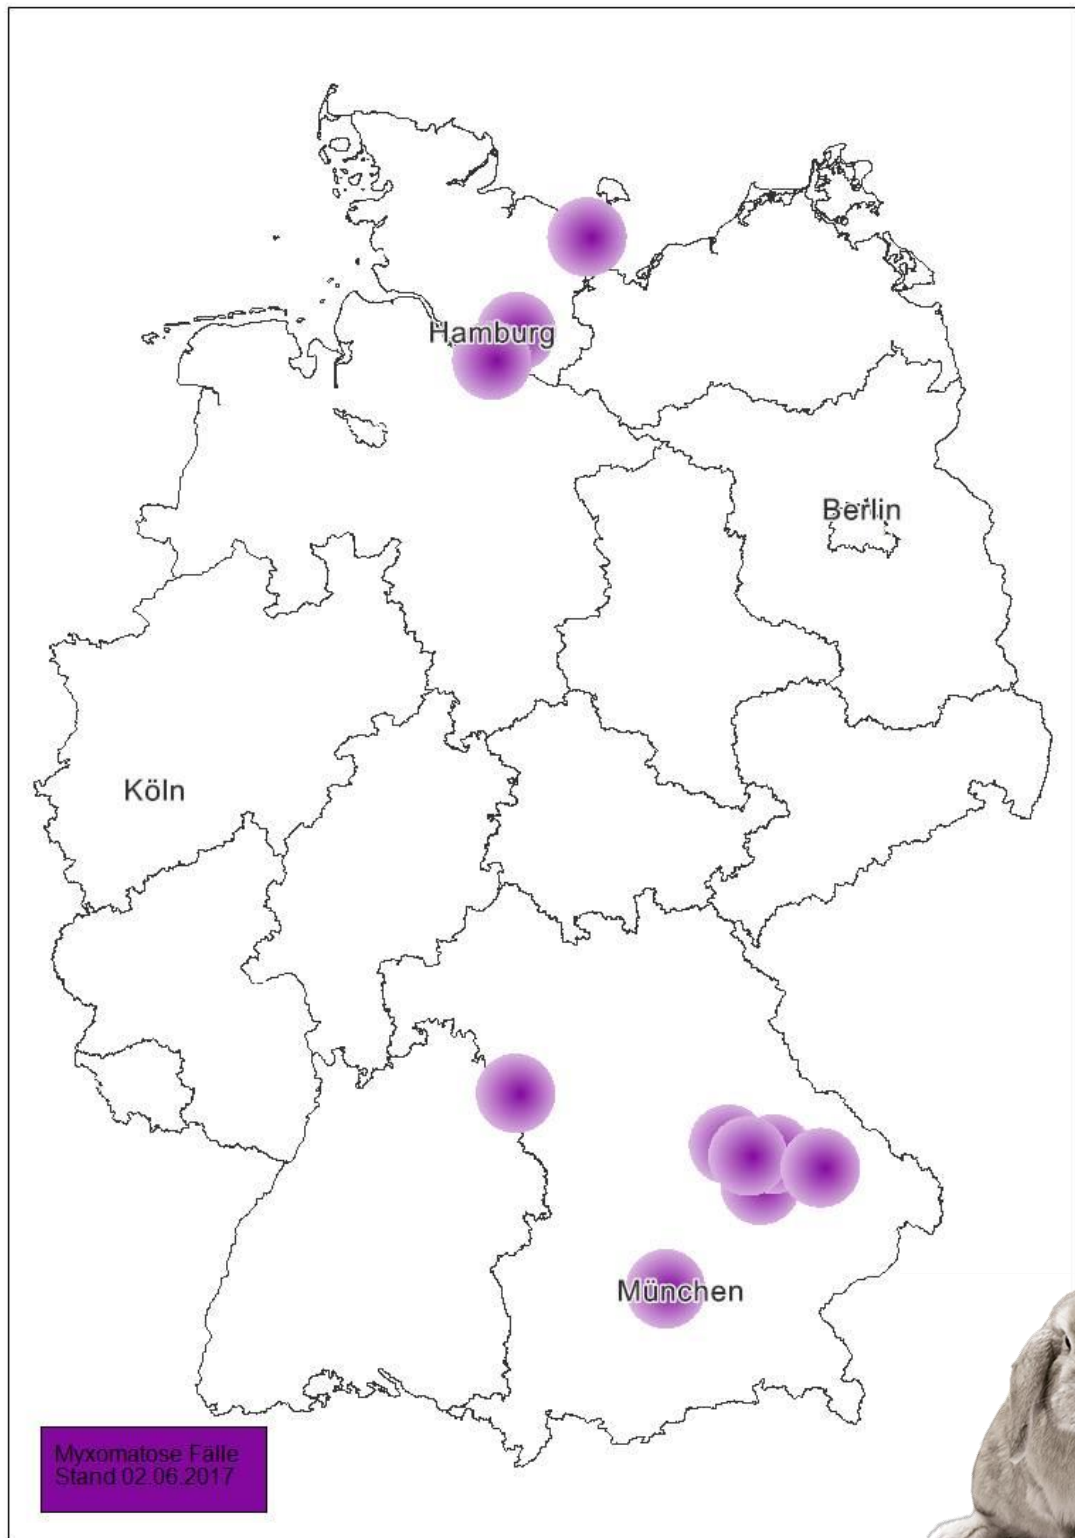 Hamburg
Berlin
Köln
München
Myxomatose Fälle
Stand 02.06.2017